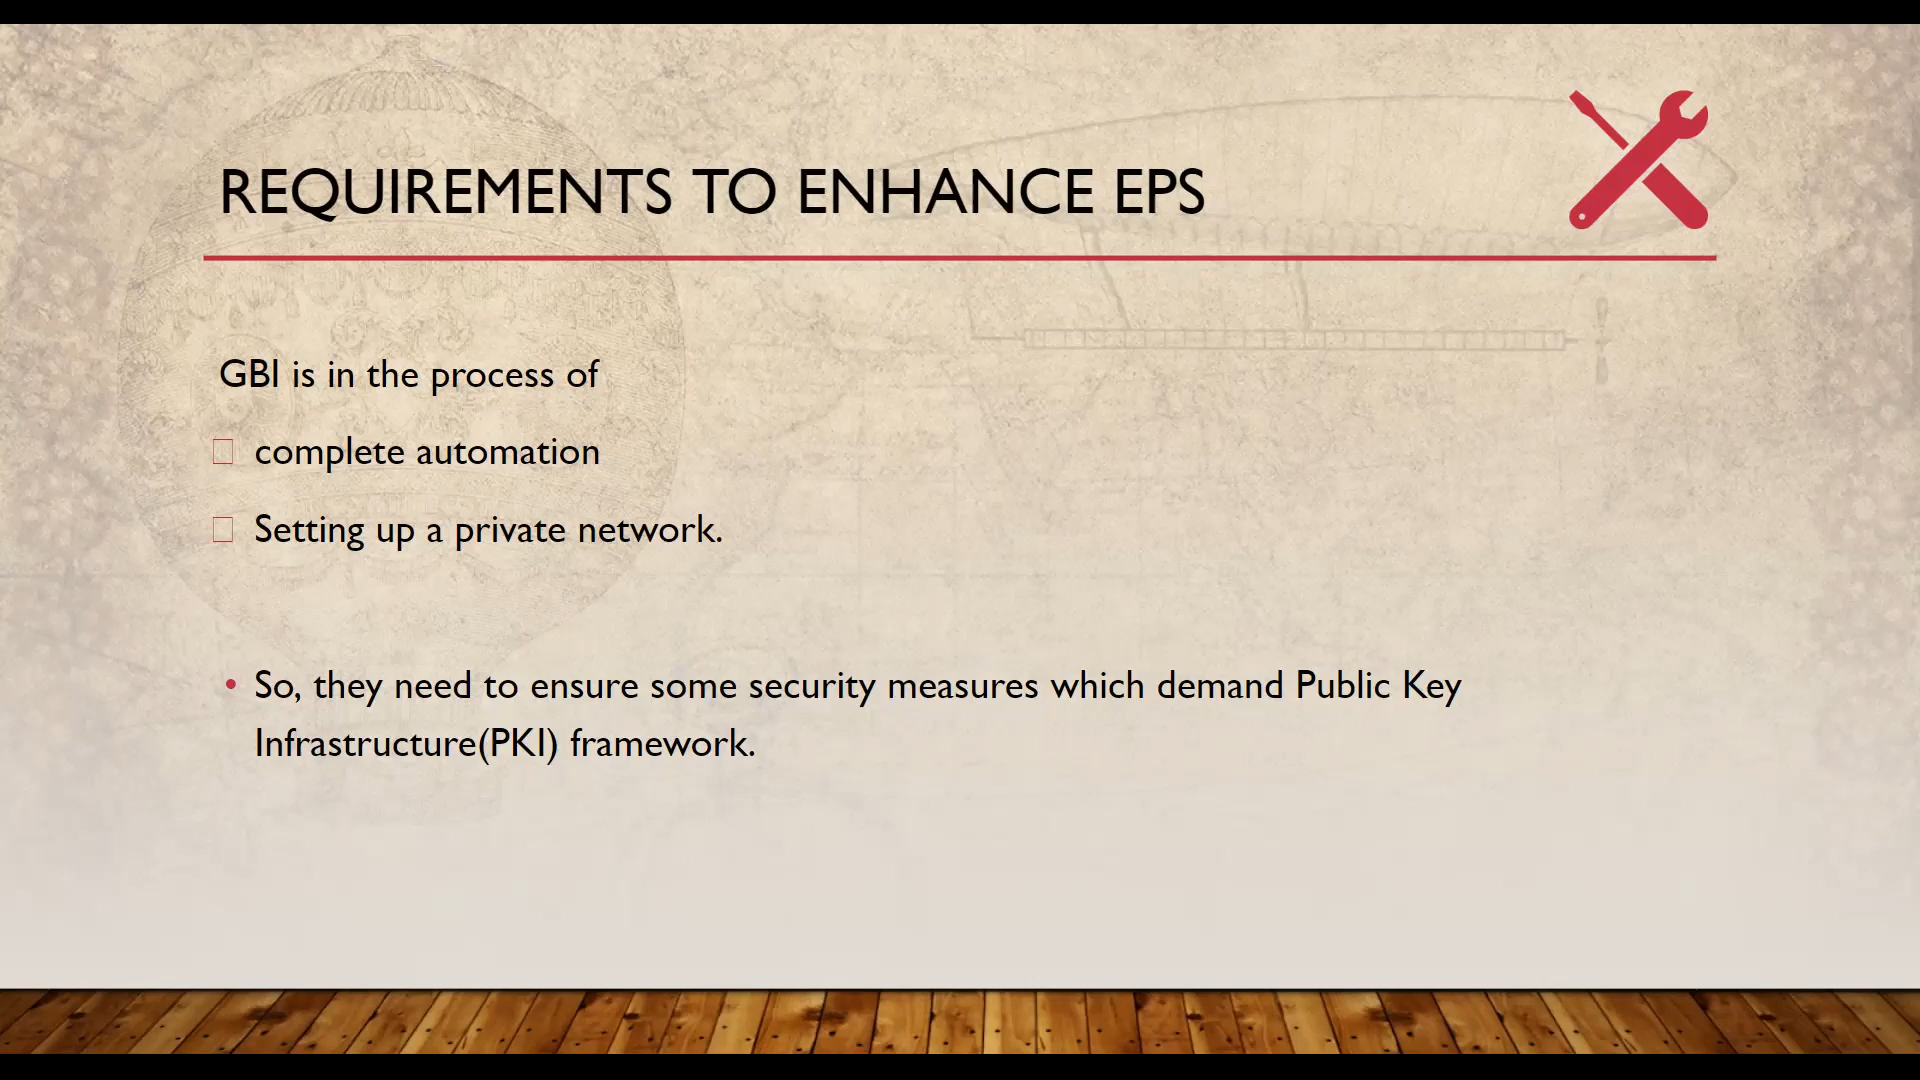 REQUIREMENTS TO ENHANCE EPS
GBI is in the process of
complete automation
Setting up a private network.
• So, they need to ensure some security measures which demand Public Key
Infrastructure(PKI) framework.